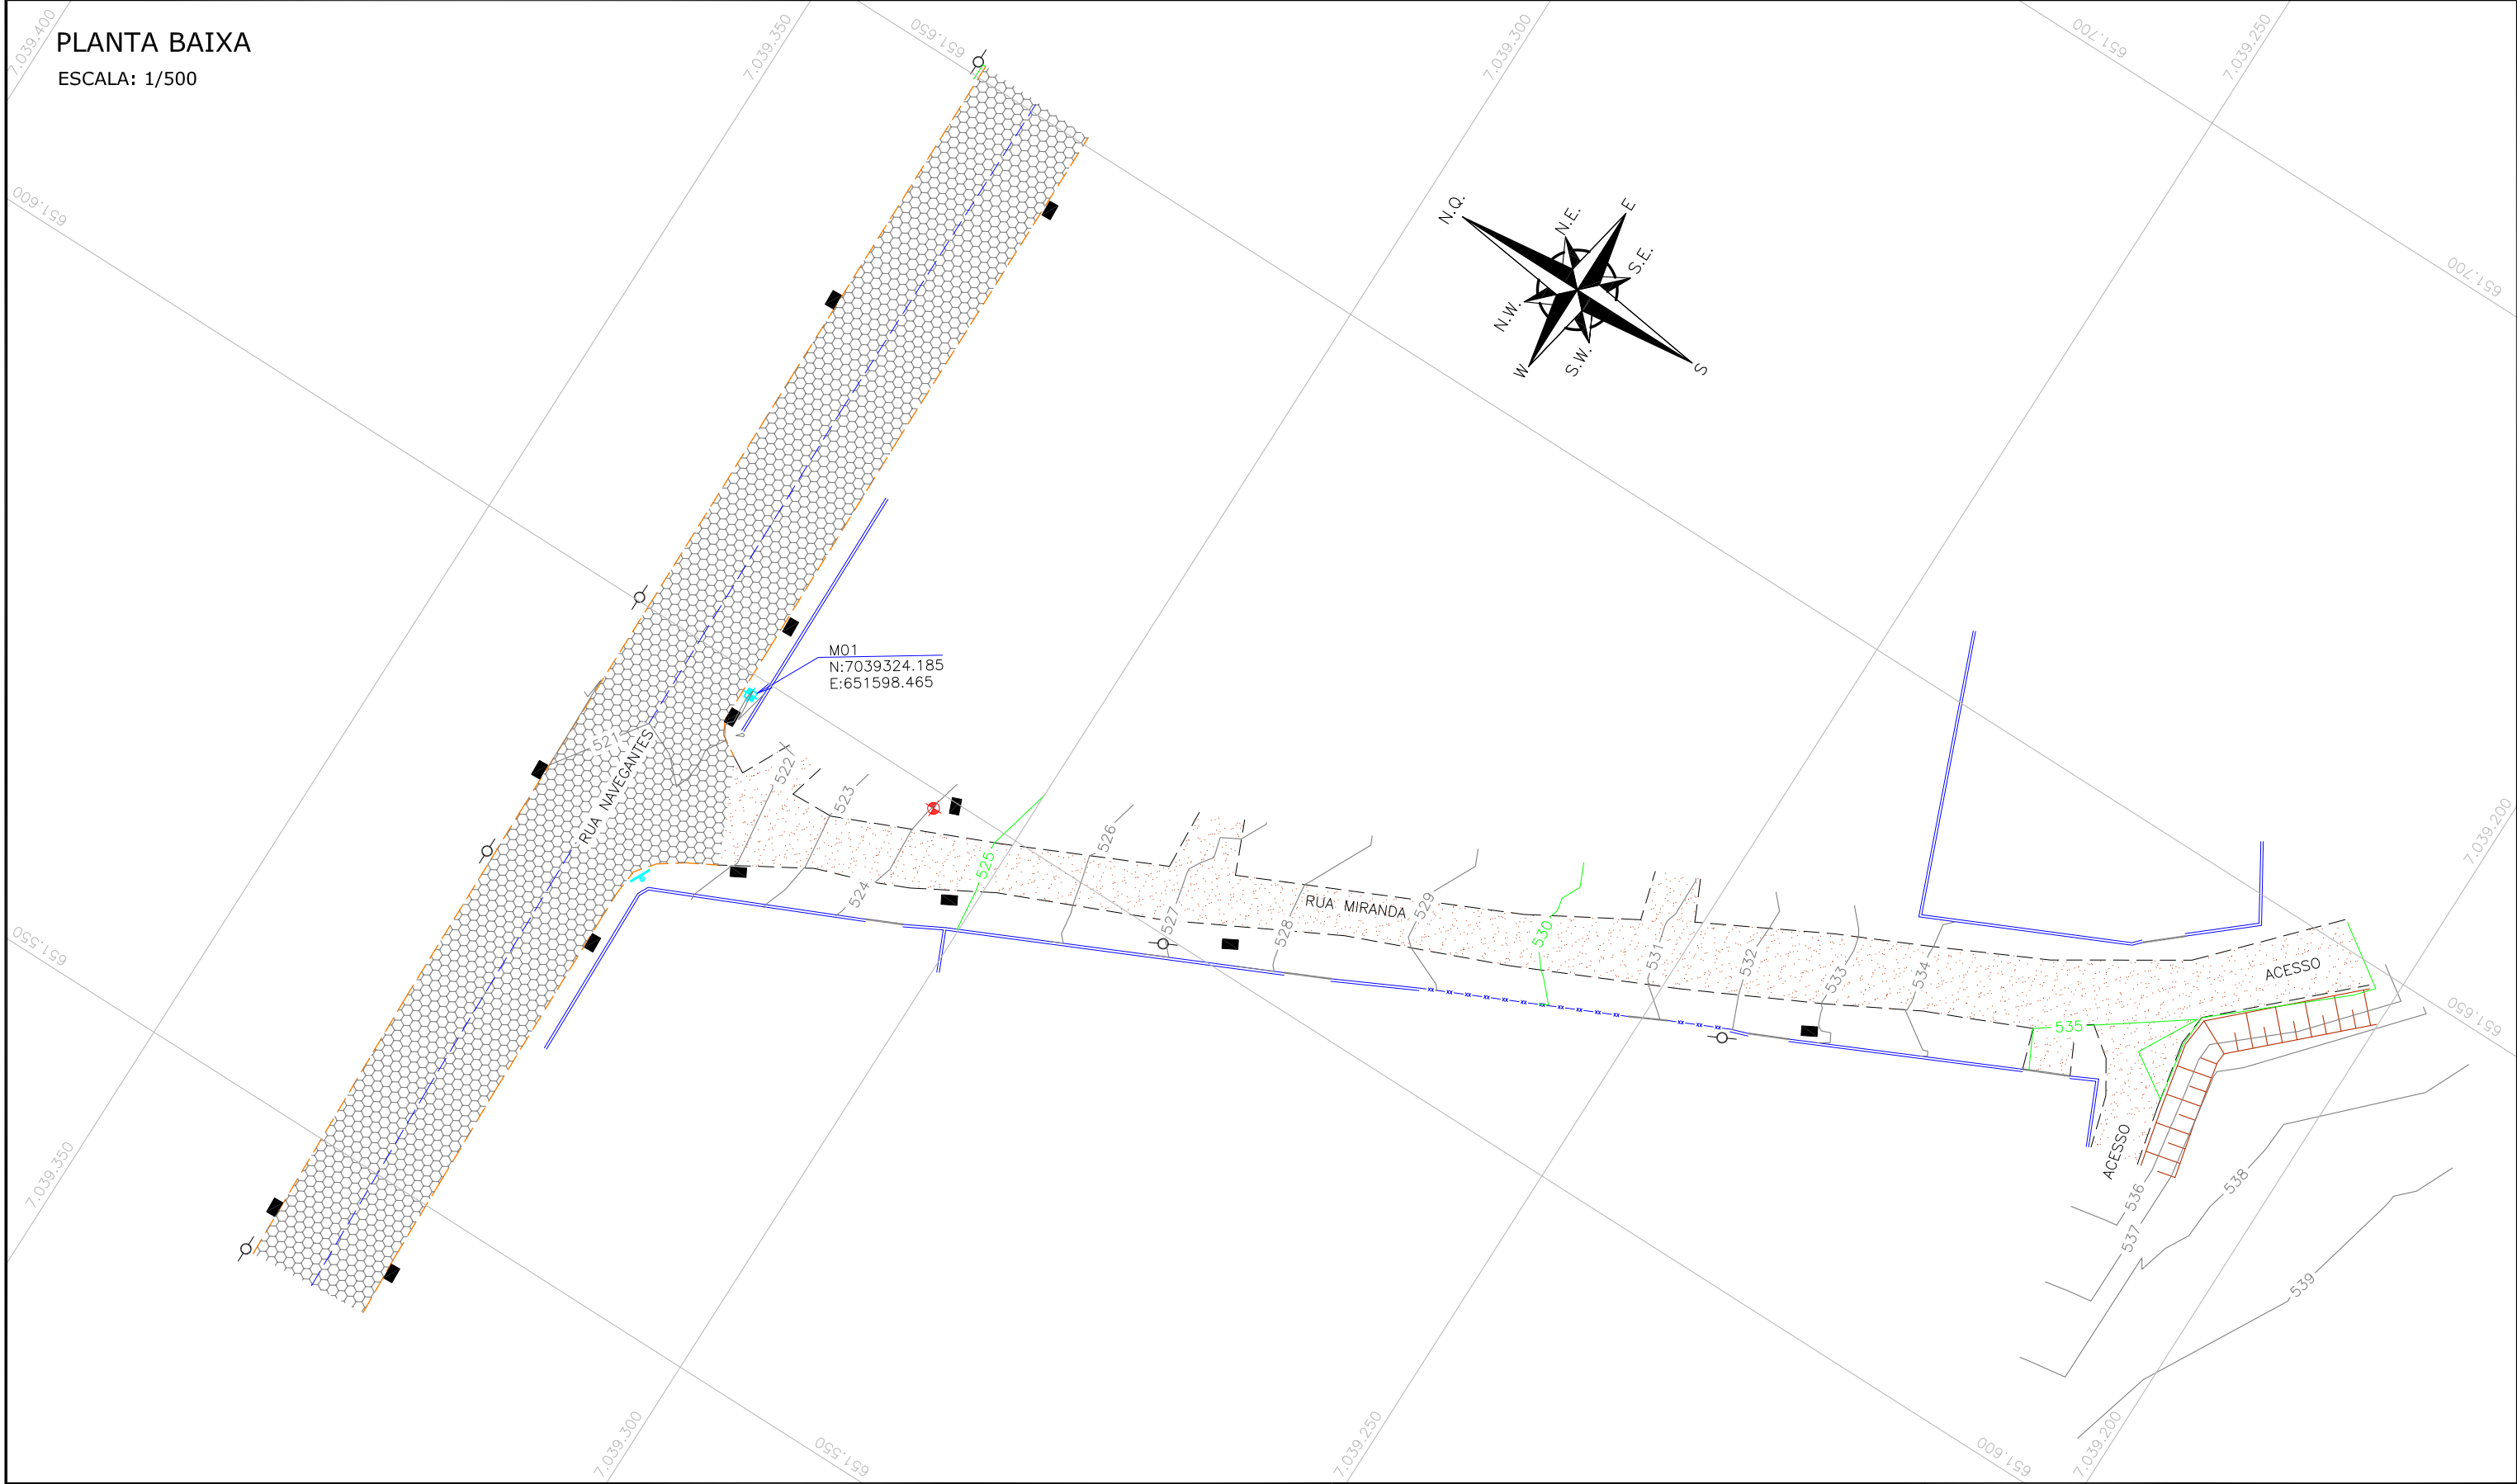 PLANTA BAIXA
ESCALA: 1/500
7.039.400
7.039.350
651.650
7.039.300
651.700
7.039.250
651.600
651.700
N.Q.
N.E.
E
S.E.
N.W.
W
S.W.
S
M01
N:7039324.185
E:651598.465
521
RUA NAVEGANTES
522
523
524
525
526
527
528
RUA MIRANDA
529
530
531
532
533
534
535
ACESSO
ACESSO
536
537
538
539
7.039.200
651.650
651.550
7.039.350
7.039.300
651.550
7.039.250
651.600
7.039.200